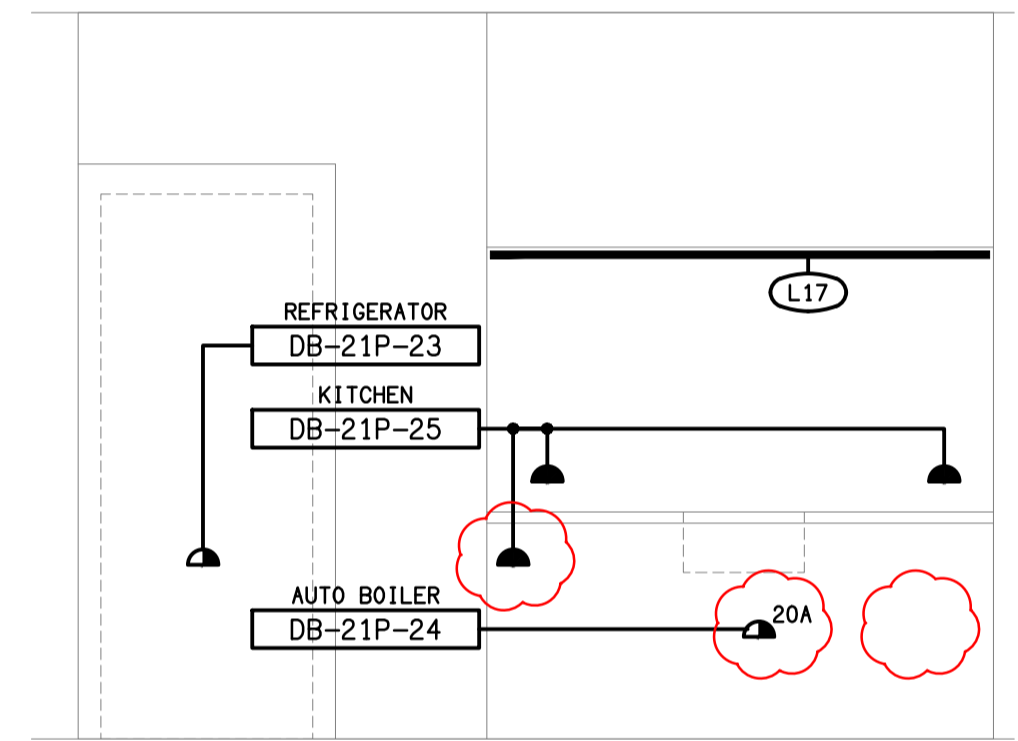 L17
REFRIGERATOR
DB-21P-23
KITCHEN
DB-21P-25
AUTO BOILER
DB-21P-24
20A